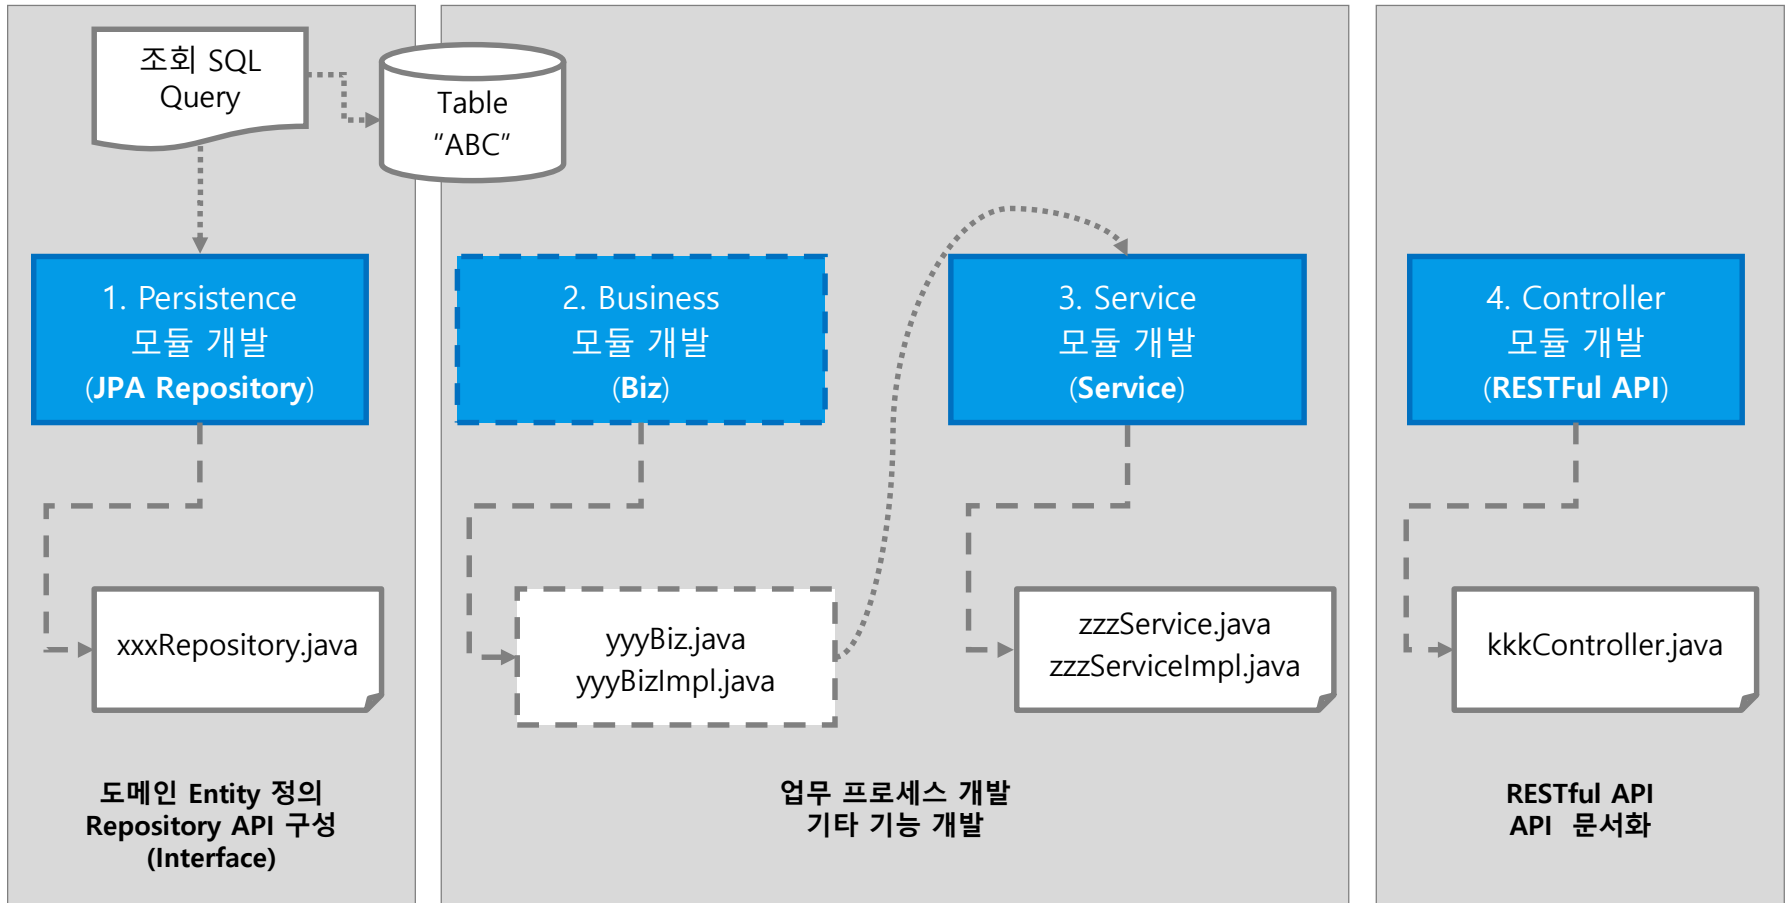 조회 SQL
Query
Table
“ABC”
1. Persistence
모듈 개발
(JPA Repository)
2. Business
모듈 개발
(Biz)
3. Service
모듈 개발
(Service)
4. Controller
모듈 개발
(RESTFul API)
xxxRepository.java
yyyBiz.java
yyyBizImpl.java
zzzService.java
zzzServiceImpl.java
kkkController.java
도메인 Entity 정의
Repository API 구성
(Interface)
업무 프로세스 개발
기타 기능 개발
RESTful API
API 문서화